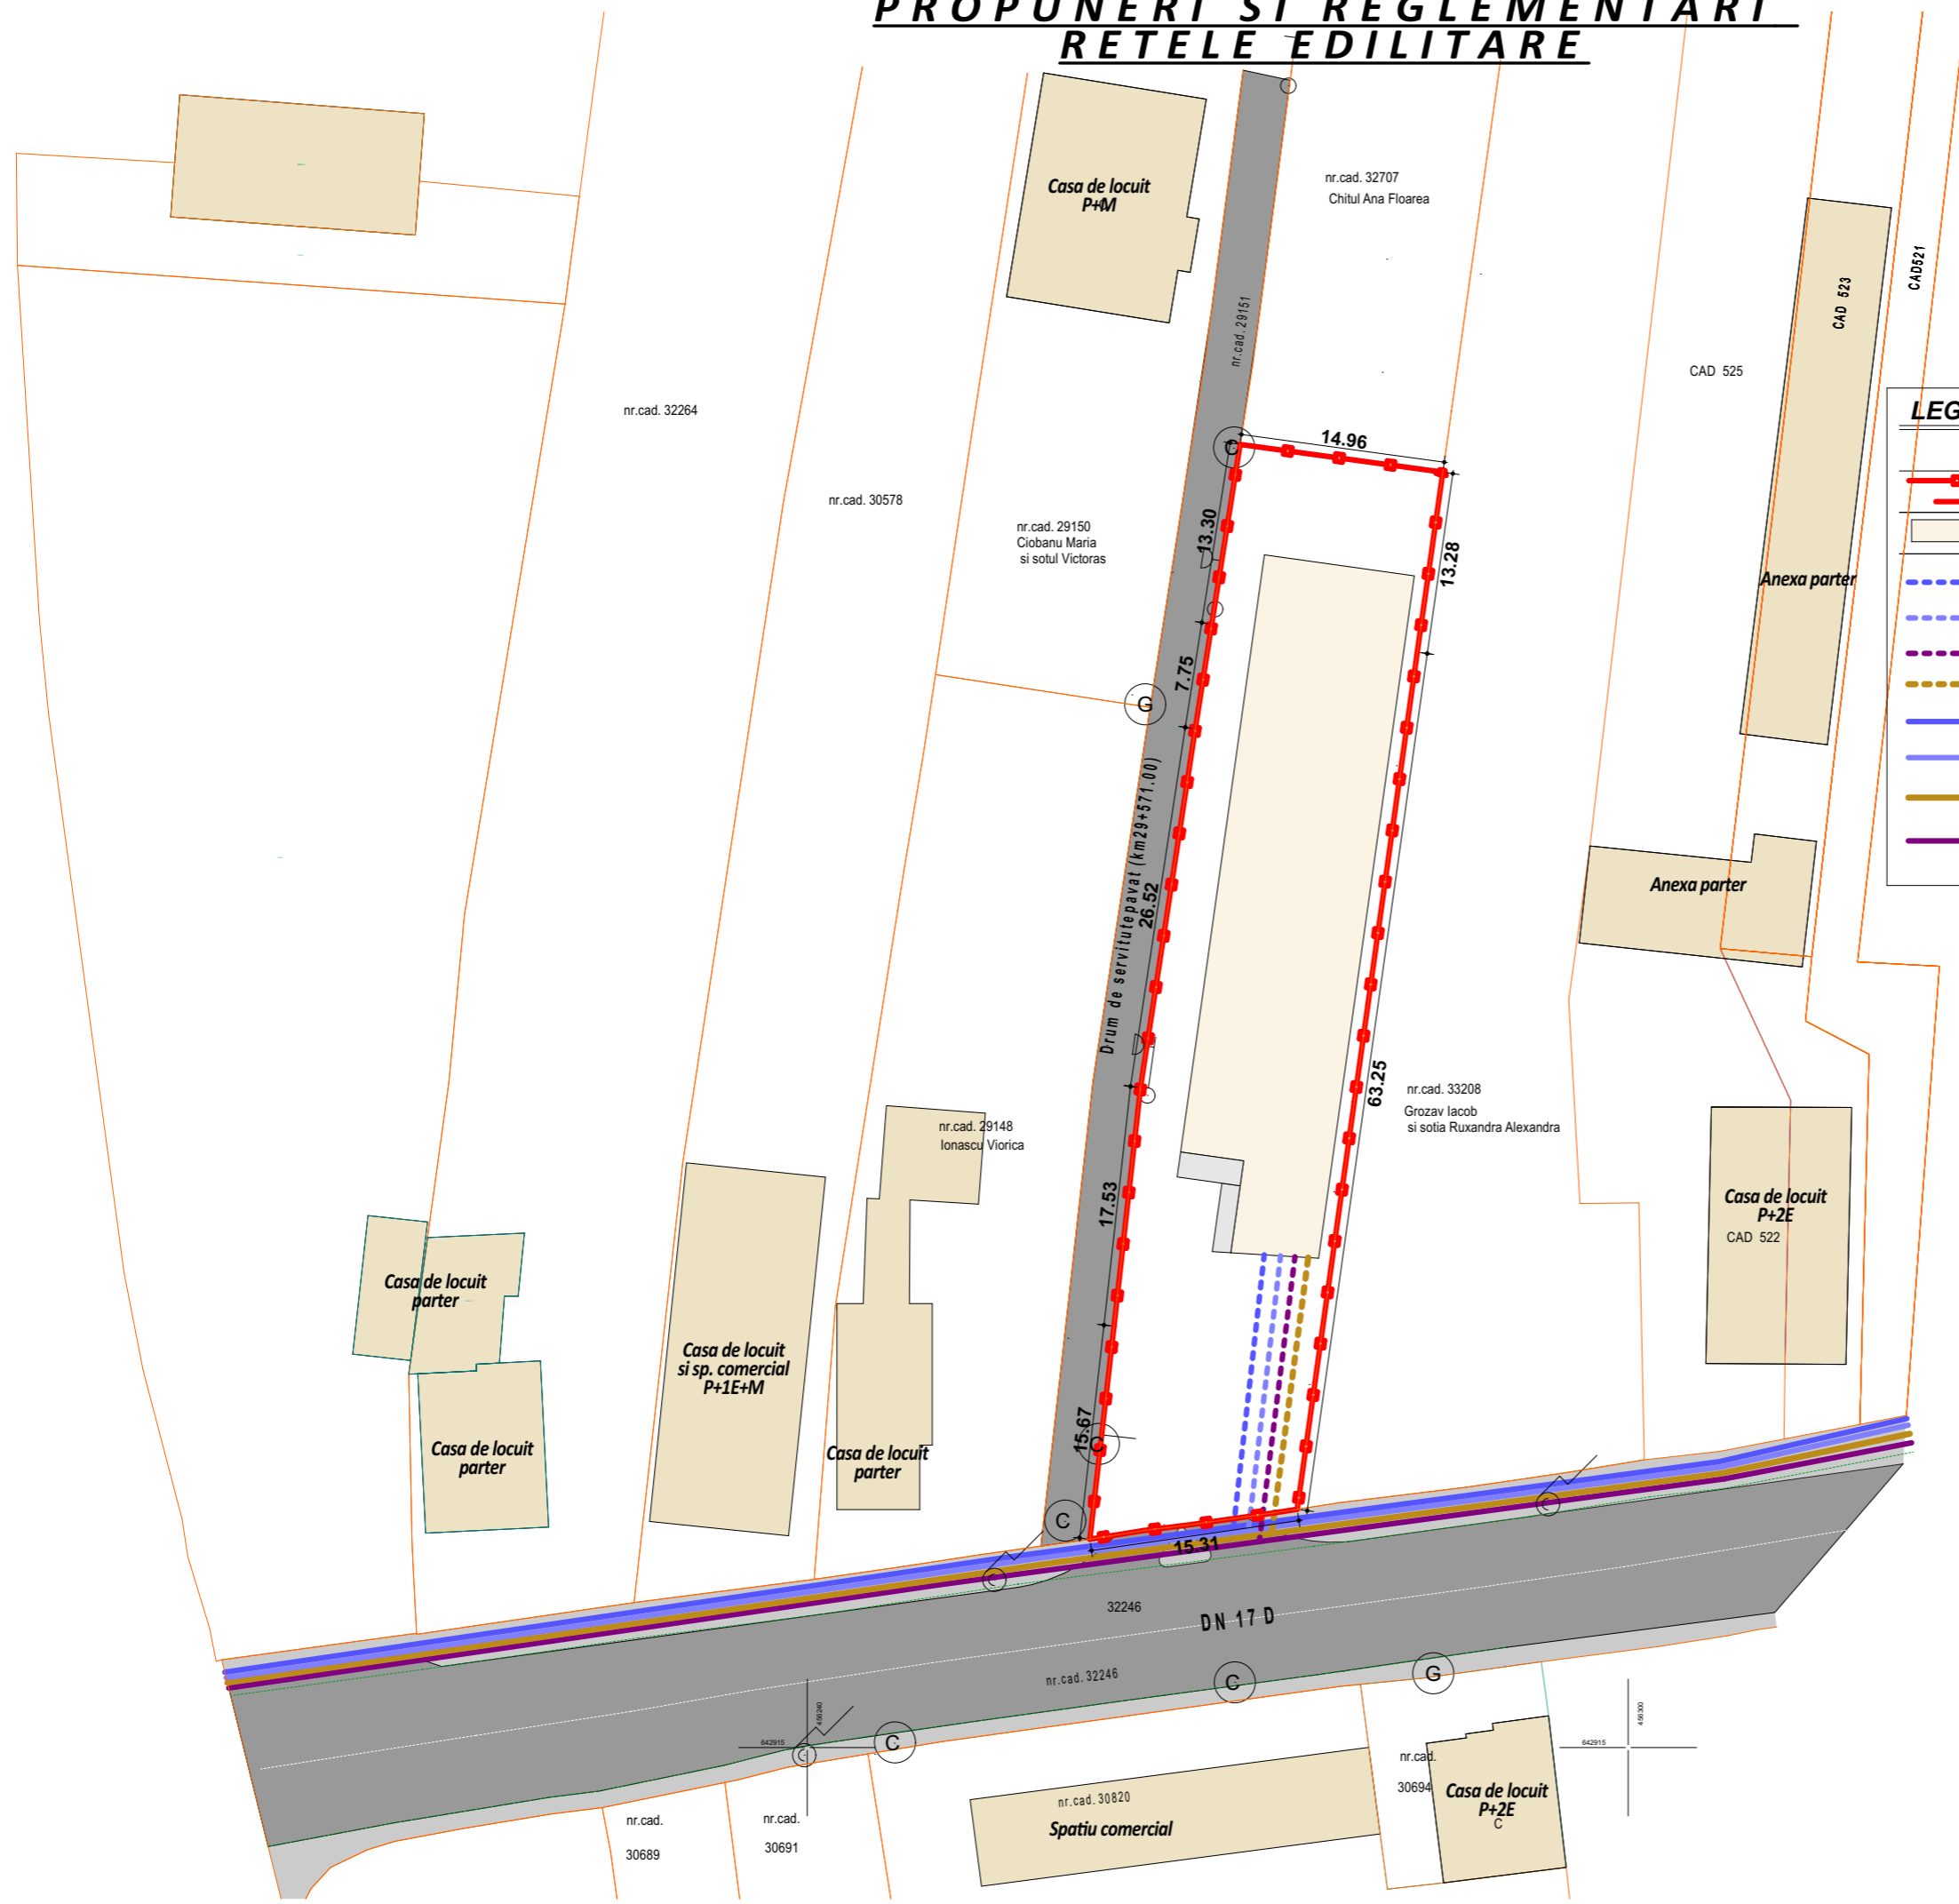 PROPUNERI SI REGLEMENTARI
RETELE EDILITARE
Casa de locuit
P+M
nr.cad. 32707
Chitul Ana Floarea
nr.cad. 29151
CAD 523
CAD521
CAD 525
nr.cad. 32264
nr.cad. 30578
nr.cad. 29150
Ciobanu Maria
si sotul Victoras
C
14.96
13.30
13.28
7.75
G
LEG
Anexa parter
Drum de servitutepavat (km29+571.00)
26.52
Anexa parter
63.25
nr.cad. 33208
Grozav Iacob
si sotia Ruxandra Alexandra
nr.cad. 29148
Ionascu Viorica
17.53
Casa de locuit
P+2E
CAD 522
Casa de locuit
parter
Casa de locuit
si sp. comercial
P+1E+M
Casa de locuit
parter
Casa de locuit
parter
15.67
C
C
15.31
32246
DN 17 D
nr.cad. 32246
C
G
C
456240
642915
456300
642915
nr.cad.
30689
nr.cad.
30691
nr.cad. 30820
Spatiu comercial
nr.cad.
30694
Casa de locuit
P+2E
C